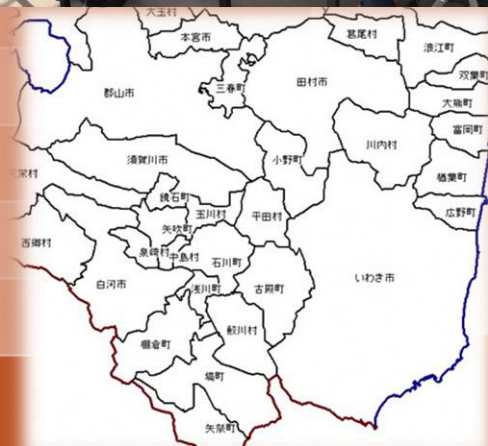 大玉村
本宮市
葛尾村
浪江町
双葉町
郡山市
三春町
田村市
大熊町
富岡町
川内村
須賀川市
小野町
楢葉町
鏡石町
玉川村
平田村
広野町
矢吹町
西郷村
泉崎村
中島村
石川町
白河市
いわき市
浅川町
古殿町
鮫川村
棚倉町
塙町
矢祭町